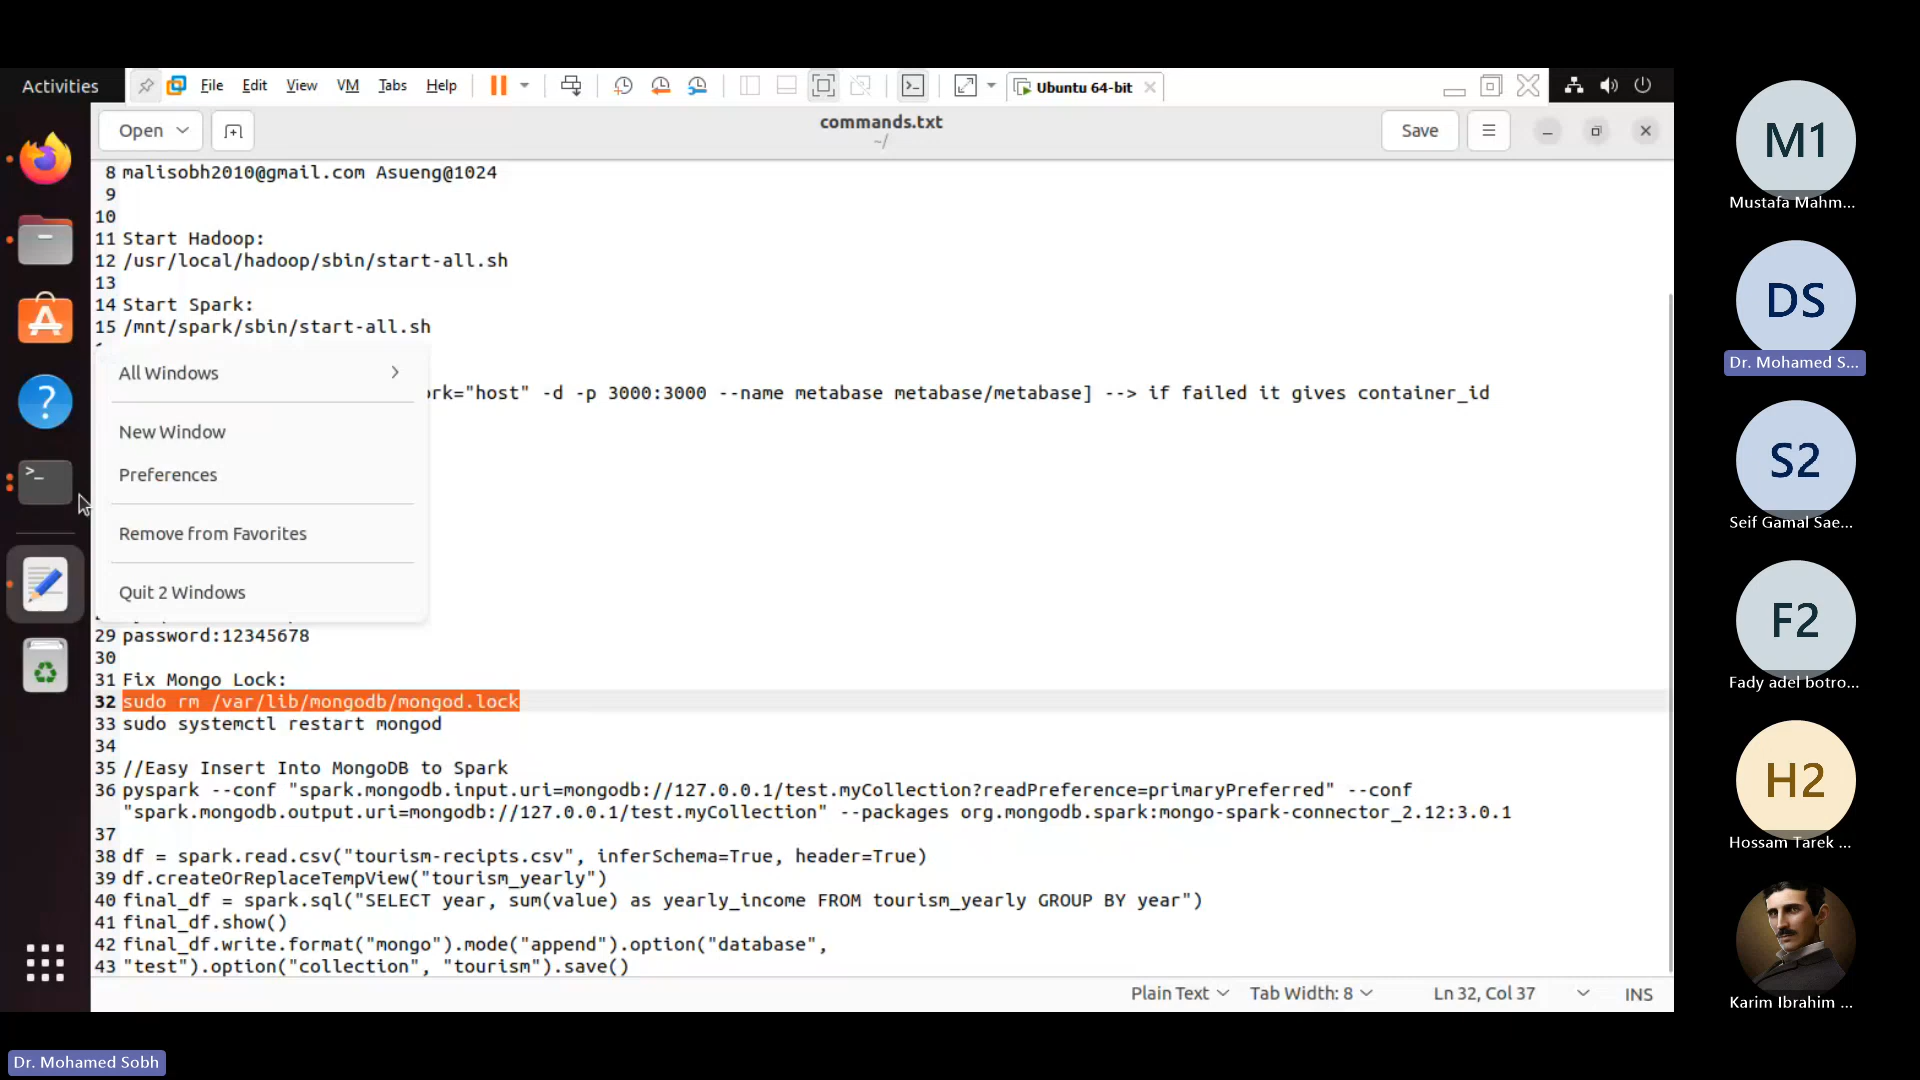 Activities
File Edit View VM Tabs Help
Ubuntu 64-bit
Open
commands.txt
~/
Save
8 malisobh2010@gmail.com Asueng@1024
9
10
11 Start Hadoop:
12 /usr/local/hadoop/sbin/start-all.sh
13
14 Start Spark:
15 /mnt/spark/sbin/start-all.sh
All Windows
rk="host" -d -p 3000:3000 --name metabase metabase/metabase] --> if failed it gives container_id
New Window
Preferences
Remove from Favorites
Quit 2 Windows
29 password:12345678
30
31 Fix Mongo Lock:
32 sudo rm /var/lib/mongodb/mongod.lock
33 sudo systemctl restart mongod
34
35 //Easy Insert Into MongoDB to Spark
36 pyspark --conf "spark.mongodb.input.uri=mongodb://127.0.0.1/test.myCollection?readPreference=primaryPreferred" --conf
"spark.mongodb.output.uri=mongodb://127.0.0.1/test.myCollection" --packages org.mongodb.spark:mongo-spark-connector_2.12:3.0.1
37
38 df = spark.read.csv("tourism-recipts.csv", inferSchema=True, header=True)
39 df.createOrReplaceTempView("tourism_yearly")
40 final_df = spark.sql("SELECT year, sum(value) as yearly_income FROM tourism_yearly GROUP BY year")
41 final_df.show()
42 final_df.write.format("mongo").mode("append").option("database",
43 "test").option("collection", "tourism").save()
Plain Text Tab Width: 8 Ln 32, Col 37 INS
M1
Mustafa Mahm...
DS
Dr. Mohamed S...
S2
Seif Gamal Sae...
F2
Fady adel botro...
H2
Hossam Tarek ...
Karim Ibrahim ...
Dr. Mohamed Sobh